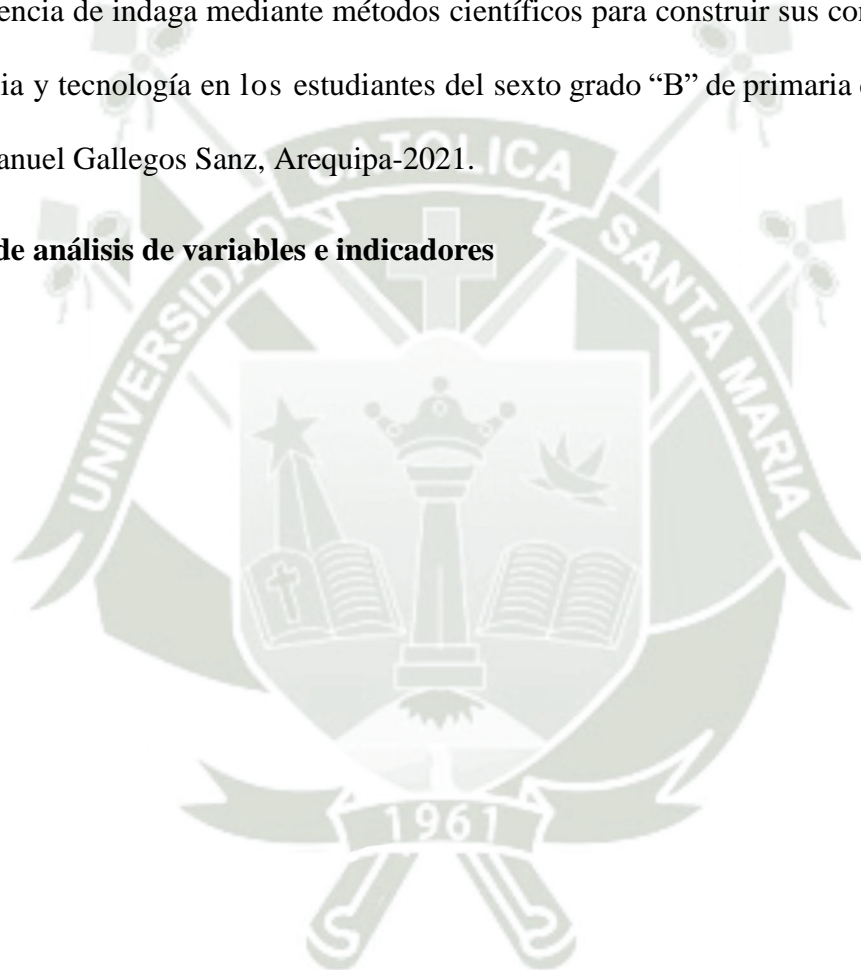 encia de indaga mediante métodos científicos para construir sus con
ia y tecnología en los estudiantes del sexto grado “B” de primaria
anuel Gallegos Sanz, Arequipa-2021.
de análisis de variables e indicadores
UNIVERSIDAD CATOLICA SANTA MARIA
1961